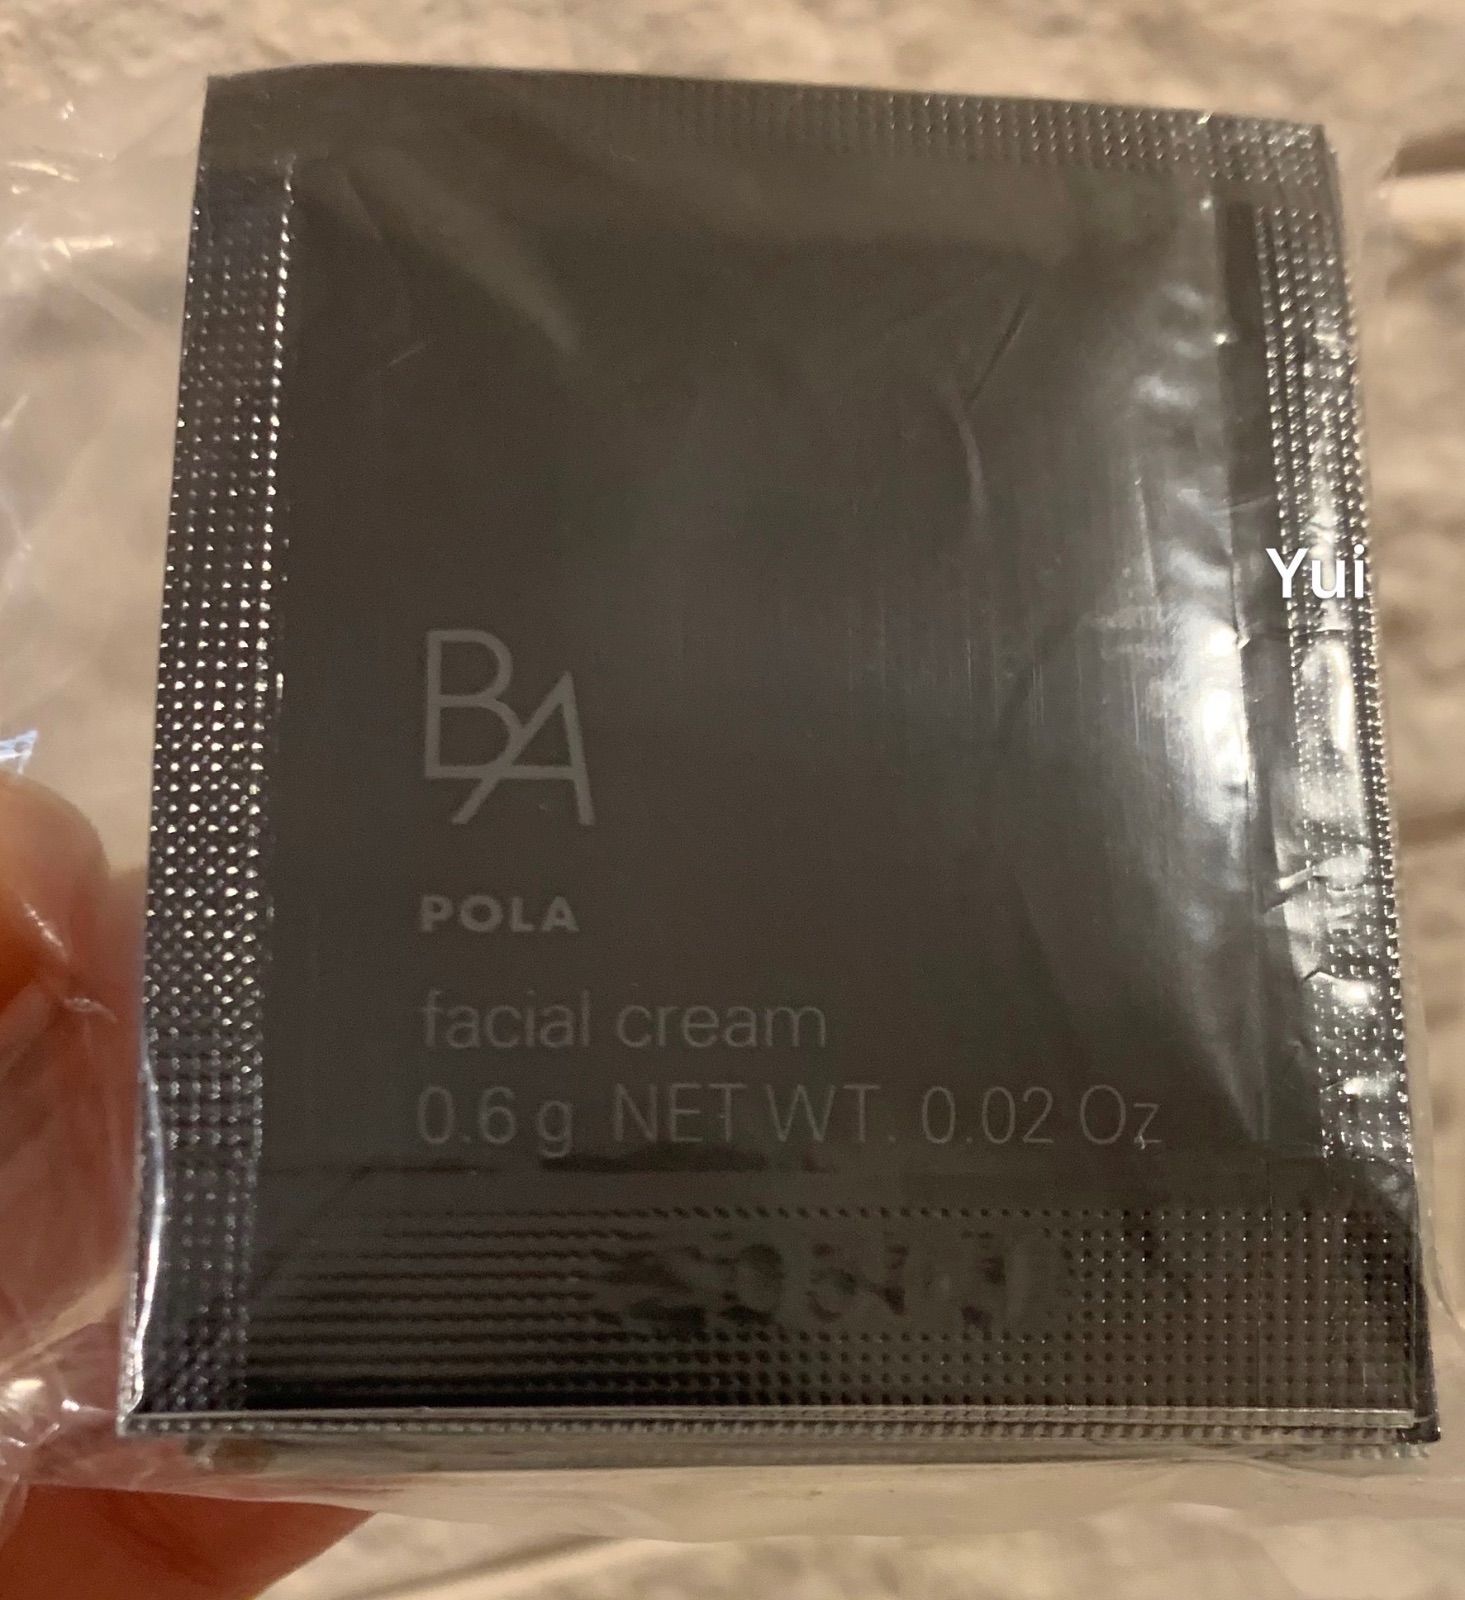 Yui
BA
POLA
facial cream
0.6 g NET WT. 0.02 Oz